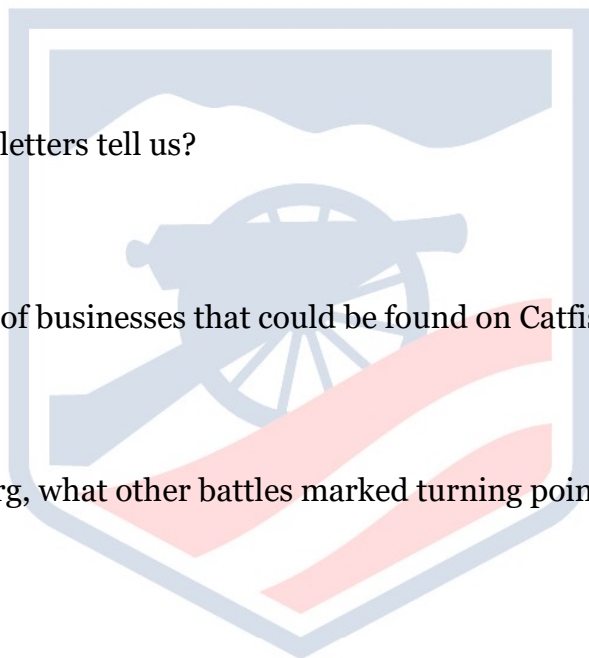 letters tell us?
of businesses that could be found on Catfis
rg, what other battles marked turning poin